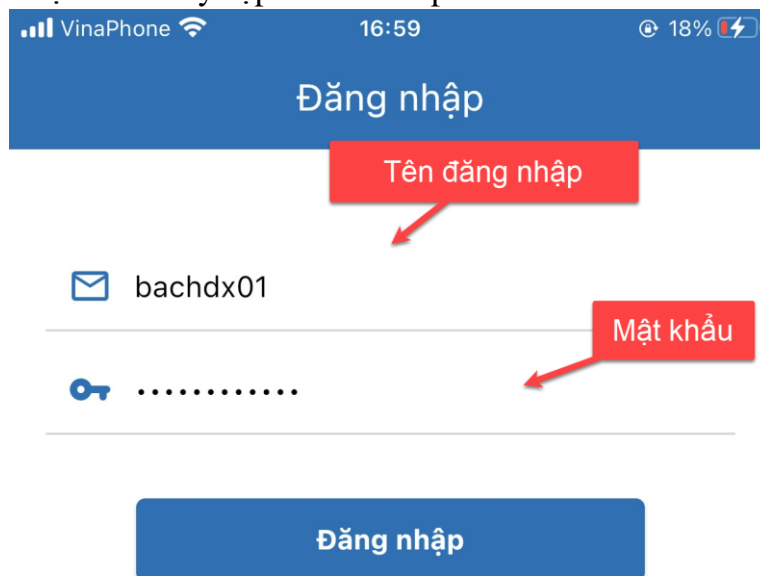 VinaPhone 16:59 18%
Đăng nhập
Tên đăng nhập
bachdx01
Mật khẩu
............
Đăng nhập